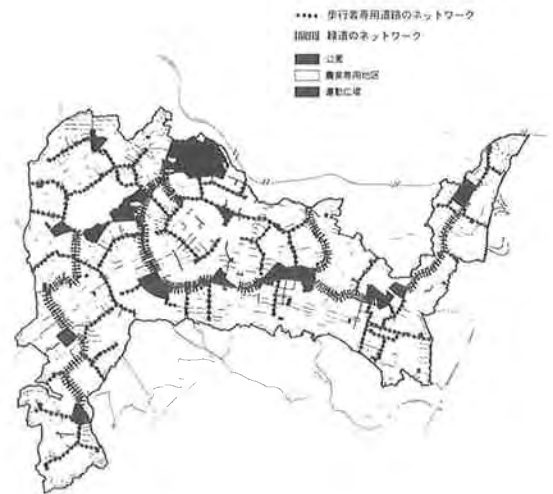 歩行者専用道路のネットワーク
緑道のネットワーク
公園
農業専用地区
運動広場